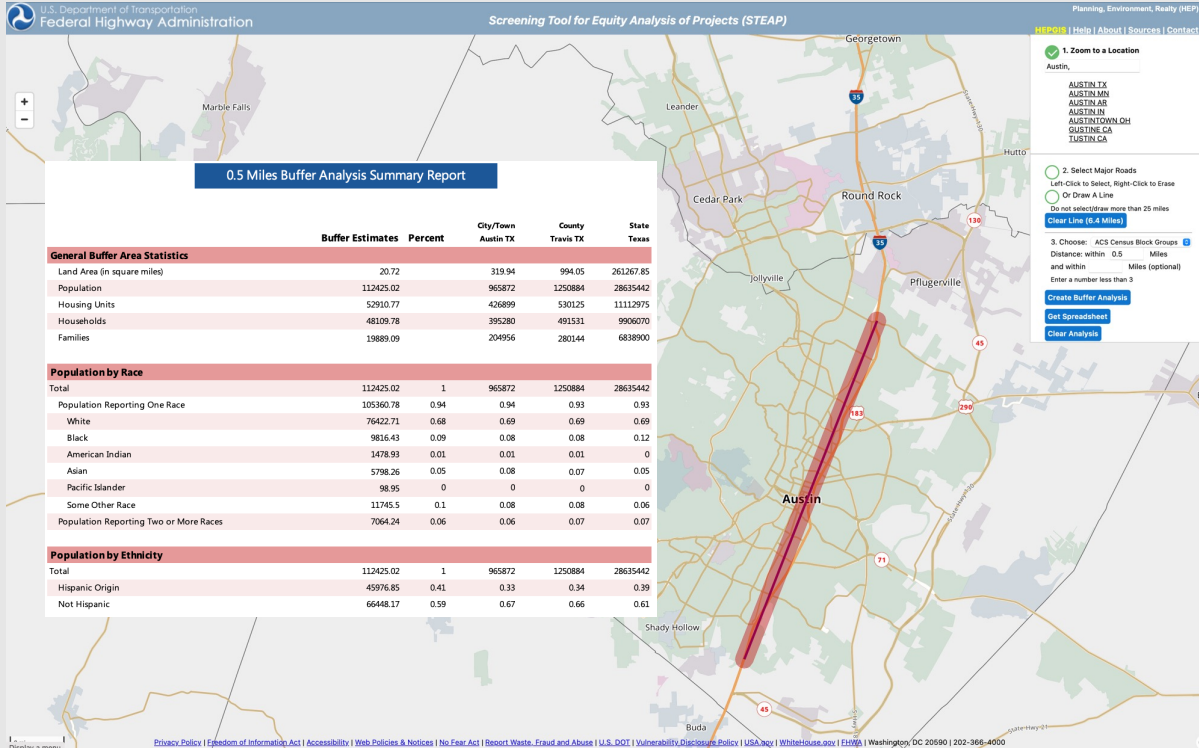 U.S. Department of Transportation
Federal Highway Administration
Screening Tool for Equity Analysis of Projects (STEAP)
Planning, Environment, Realty (HEP)
HEPGIS | Help | About | Sources | Contact
1. Zoom to a Location
Austin,
AUSTIN TX
AUSTIN MN
AUSTIN AR
AUSTIN IN
AUSTINTOWN OH
GUSTINE CA
TUSTIN CA
2. Select Major Roads
Left-Click to Select, Right-Click to Erase
Or Draw A Line
Do not select/draw more than 25 miles
Clear Line (6.4 Miles)
3. Choose: ACS Census Block Groups
Distance: within 0.5 Miles
and within Miles (optional)
Enter a number less than 3
Create Buffer Analysis
Get Spreadsheet
Clear Analysis
+
−
0.5 Miles Buffer Analysis Summary Report
City/Town County State
Buffer Estimates Percent Austin TX Travis TX Texas
General Buffer Area Statistics
Land Area (in square miles) 20.72 319.94 994.05 261267.85
Population 112425.02 965872 1250884 28635442
Housing Units 52910.77 426899 530125 11112975
Households 48109.78 395280 491531 9906070
Families 19889.09 204956 280144 6838900
Population by Race
Total 112425.02 1 965872 1250884 28635442
Population Reporting One Race 105360.78 0.94 0.94 0.93 0.93
White 76422.71 0.68 0.69 0.69 0.69
Black 9816.43 0.09 0.08 0.08 0.12
American Indian 1478.93 0.01 0.01 0.01 0
Asian 5798.26 0.05 0.08 0.07 0.05
Pacific Islander 98.95 0 0 0 0
Some Other Race 11745.5 0.1 0.08 0.08 0.06
Population Reporting Two or More Races 7064.24 0.06 0.06 0.07 0.07
Population by Ethnicity
Total 112425.02 1 965872 1250884 28635442
Hispanic Origin 45976.85 0.41 0.33 0.34 0.39
Not Hispanic 66448.17 0.59 0.67 0.66 0.61
Georgetown
Marble Falls
Leander
35
State Hwy 130
Hutto
Cedar Park
Round Rock
130
35
Jollyville
Pflugerville
45
183
290
Austin
State Hwy 130
71
Shady Hollow
45
Buda
State Hwy 21
Display a menu
Privacy Policy | Freedom of Information Act | Accessibility | Web Policies & Notices | No Fear Act | Report Waste, Fraud and Abuse | U.S. DOT | Vulnerability Disclosure Policy | USA.gov | WhiteHouse.gov | FHWA | Washington, DC 20590 | 202-366-4000